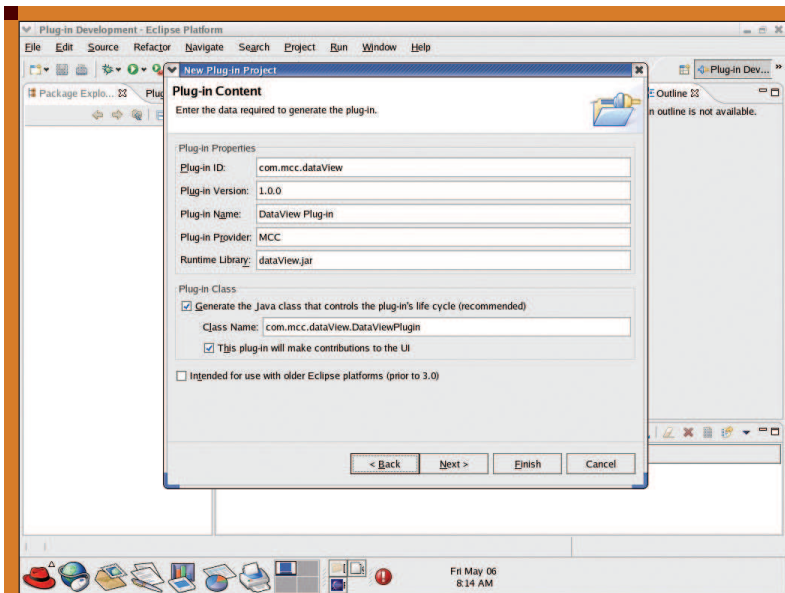 Plug-in Development - Eclipse Platform
File Edit Source Refactor Navigate Search Project Run Window Help
New Plug-in Project
Plug-in Dev... »
Package Explo... Plug
Outline
Plug-in Content
Enter the data required to generate the plug-in.
n outline is not available.
Plug-in Properties
Plug-in ID: com.mcc.dataView
Plug-in Version: 1.0.0
Plug-in Name: DataView Plug-in
Plug-in Provider: MCC
Runtime Library: dataView.jar
Plug-in Class
Generate the Java class that controls the plug-in's life cycle (recommended)
Class Name: com.mcc.dataView.DataViewPlugin
This plug-in will make contributions to the UI
Intended for use with older Eclipse platforms (prior to 3.0)
< Back Next > Finish Cancel
Fri May 06
8:14 AM